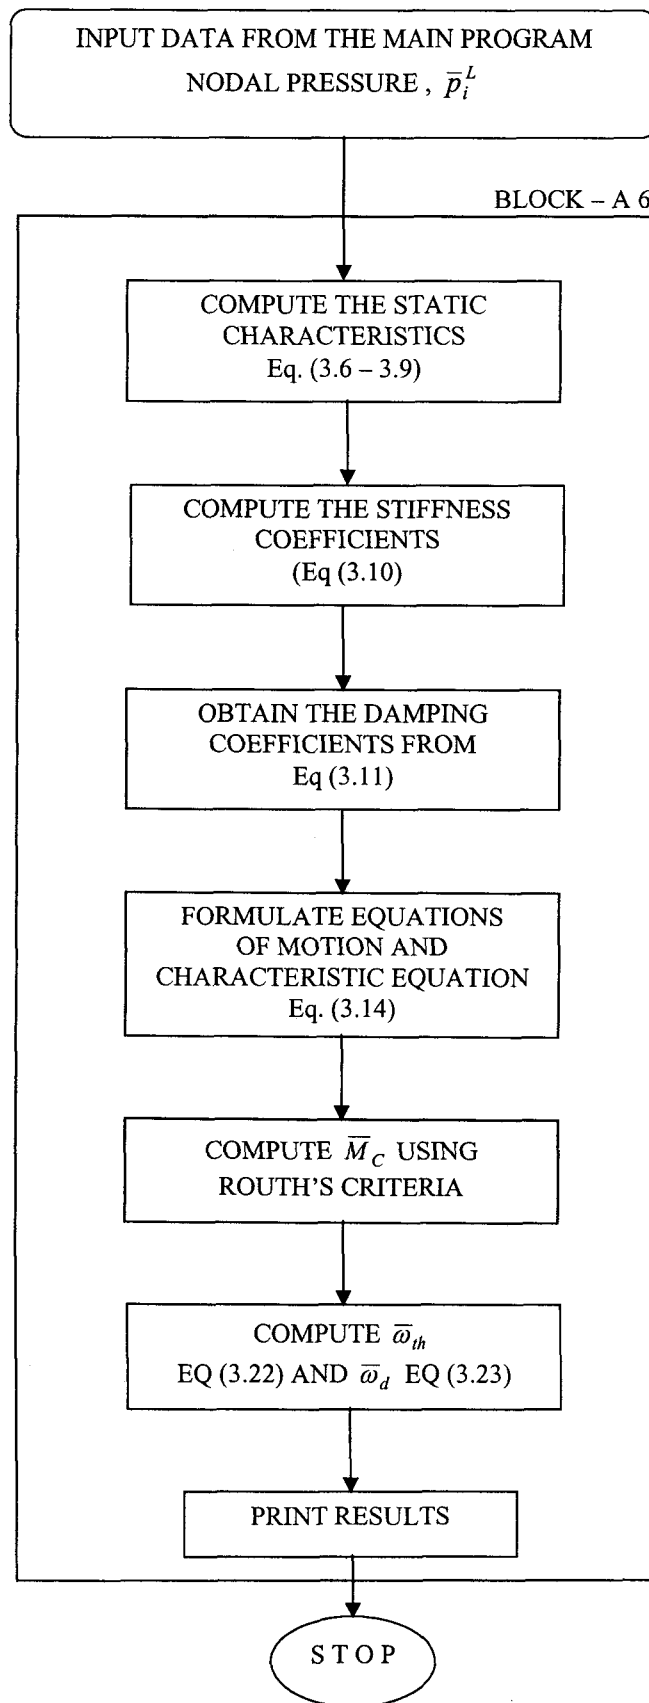 INPUT DATA FROM THE MAIN PROGRAM
NODAL PRESSURE , p̅ᵢᴸ
BLOCK – A 6
COMPUTE THE STATIC
CHARACTERISTICS
Eq. (3.6 – 3.9)
COMPUTE THE STIFFNESS
COEFFICIENTS
(Eq (3.10)
OBTAIN THE DAMPING
COEFFICIENTS FROM
Eq (3.11)
FORMULATE EQUATIONS
OF MOTION AND
CHARACTERISTIC EQUATION
Eq. (3.14)
COMPUTE M̅_C USING
ROUTH'S CRITERIA
COMPUTE ω̅_th
EQ (3.22) AND ω̅_d EQ (3.23)
PRINT RESULTS
S T O P